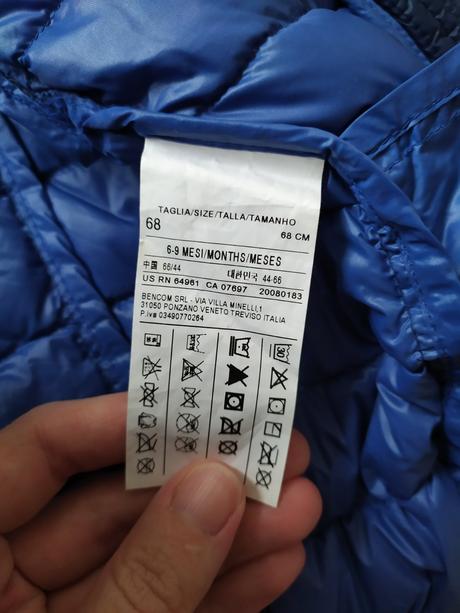 TAGLIA/SIZE/TALLA/TAMANHO
68 68 CM
6-9 MESI/MONTHS/MESES
中国 66/44 대한민국 44-66
US RN 64961 CA 07697 20080183
BENCOM SRL - VIA VILLA MINELLI,1
31050 PONZANO VENETO TREVISO ITALIA
P.iva 03490770264
30